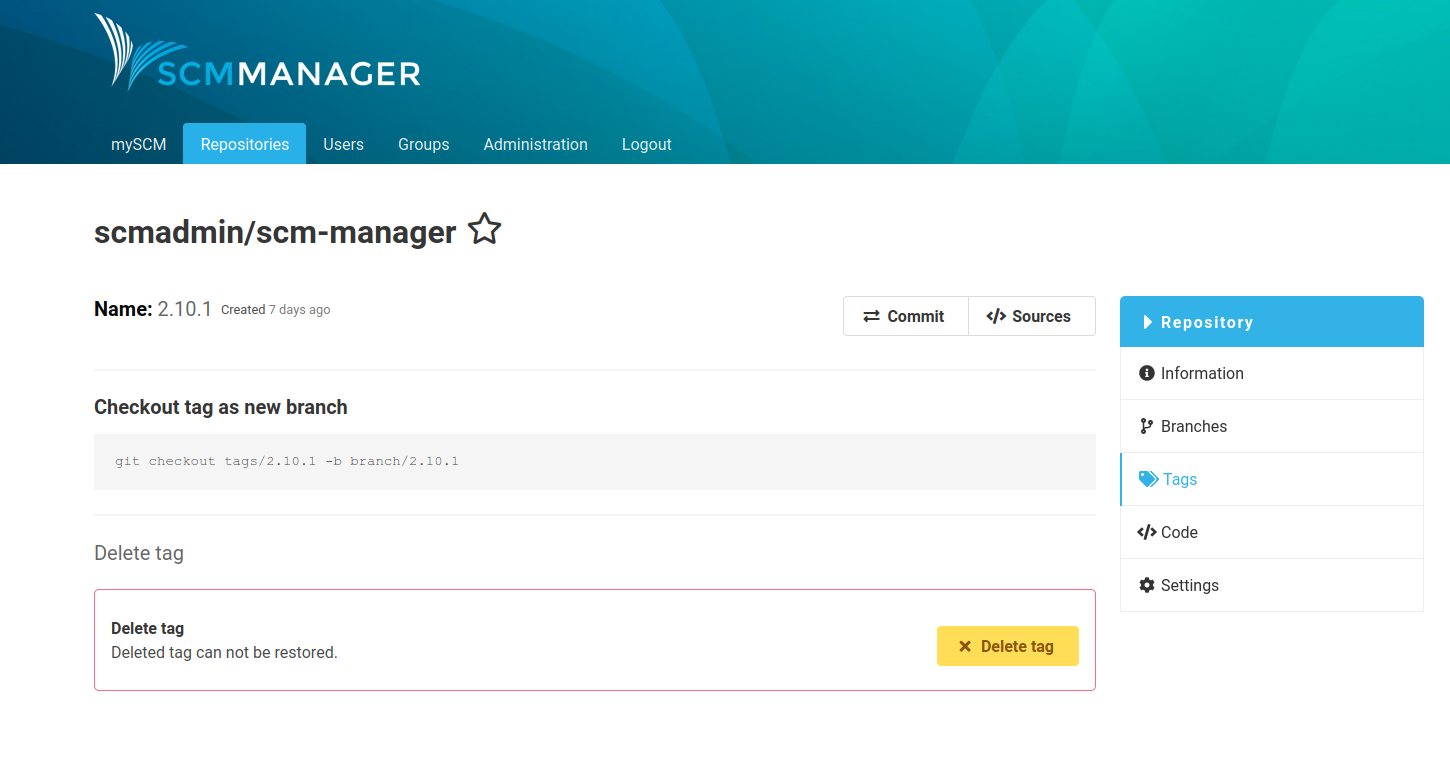 SCMMANAGER
mySCM Repositories Users Groups Administration Logout
scmadmin/scm-manager
Name: 2.10.1 Created 7 days ago
Commit Sources
Checkout tag as new branch
git checkout tags/2.10.1 -b branch/2.10.1
Delete tag
Delete tag
Deleted tag can not be restored.
Delete tag
Repository
Information
Branches
Tags
Code
Settings